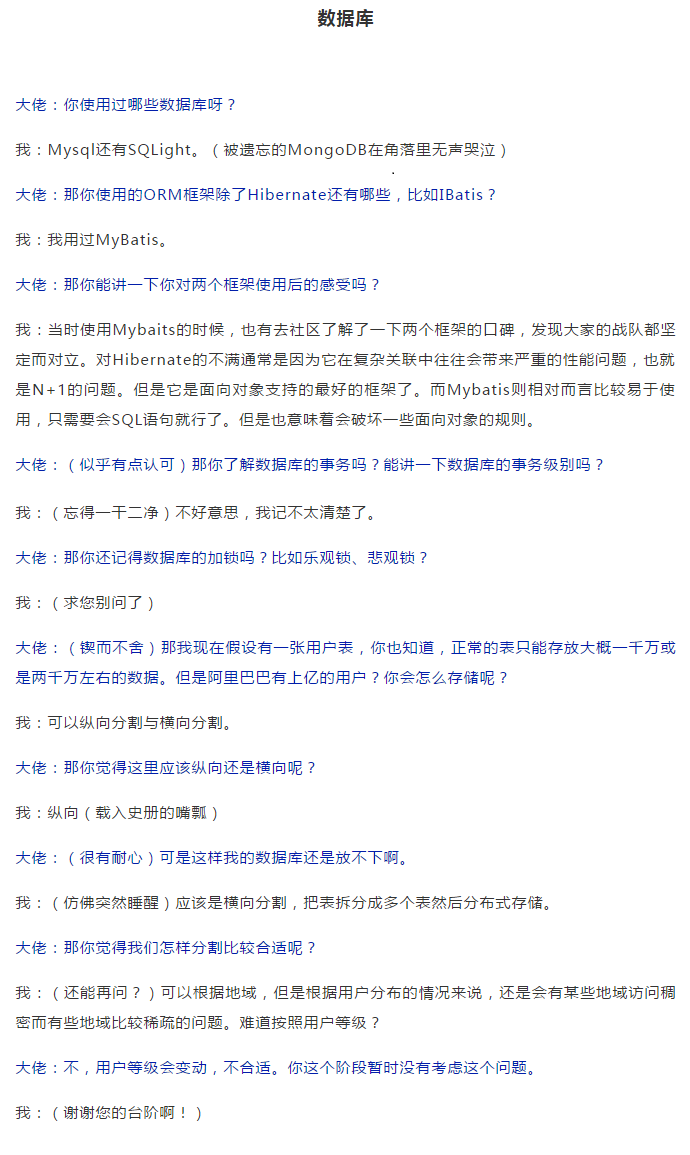 数据库
大佬：你使用过哪些数据库呀？
我：Mysql还有SQLight。（被遗忘的MongoDB在角落里无声哭泣）
大佬：那你使用的ORM框架除了Hibernate还有哪些，比如IBatis？
我：我用过MyBatis。
大佬：那你能讲一下你对两个框架使用后的感受吗？
我：当时使用Mybaits的时候，也有去社区了解了一下两个框架的口碑，发现大家的战队都坚
定而对立。对Hibernate的不满通常是因为它在复杂关联中往往会带来严重的性能问题，也就
是N+1的问题。但是它是面向对象支持的最好的框架了。而Mybatis则相对而言比较易于使
用，只需要会SQL语句就行了。但是也意味着会破坏一些面向对象的规则。
大佬：（似乎有点认可）那你了解数据库的事务吗？能讲一下数据库的事务级别吗？
我：（忘得一干二净）不好意思，我记不太清楚了。
大佬：那你还记得数据库的加锁吗？比如乐观锁、悲观锁？
我：（求您别问了）
大佬：（锲而不舍）那我现在假设有一张用户表，你也知道，正常的表只能存放大概一千万或
是两千万左右的数据。但是阿里巴巴有上亿的用户？你会怎么存储呢？
我：可以纵向分割与横向分割。
大佬：那你觉得这里应该纵向还是横向呢？
我：纵向（载入史册的嘴瓢）
大佬：（很有耐心）可是这样我的数据库还是放不下啊。
我：（仿佛突然睡醒）应该是横向分割，把表拆分成多个表然后分布式存储。
大佬：那你觉得我们怎样分割比较合适呢？
我：（还能再问？）可以根据地域，但是根据用户分布的情况来说，还是会有某些地域访问稠
密而有些地域比较稀疏的问题。难道按照用户等级？
大佬：不，用户等级会变动，不合适。你这个阶段暂时没有考虑这个问题。
我：（谢谢您的台阶啊！）